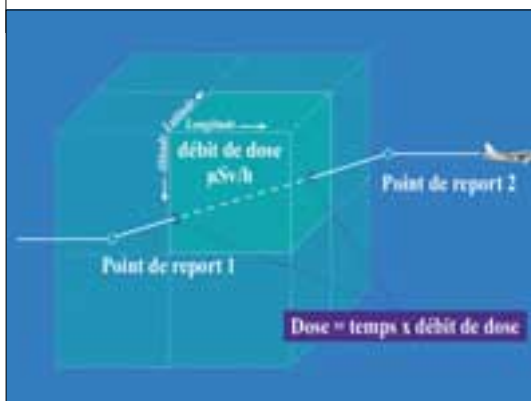 Latitude
Longitude
Altitude
débit de dose
µSv/h
Point de report 2
Point de report 1
Dose = temps x débit de dose